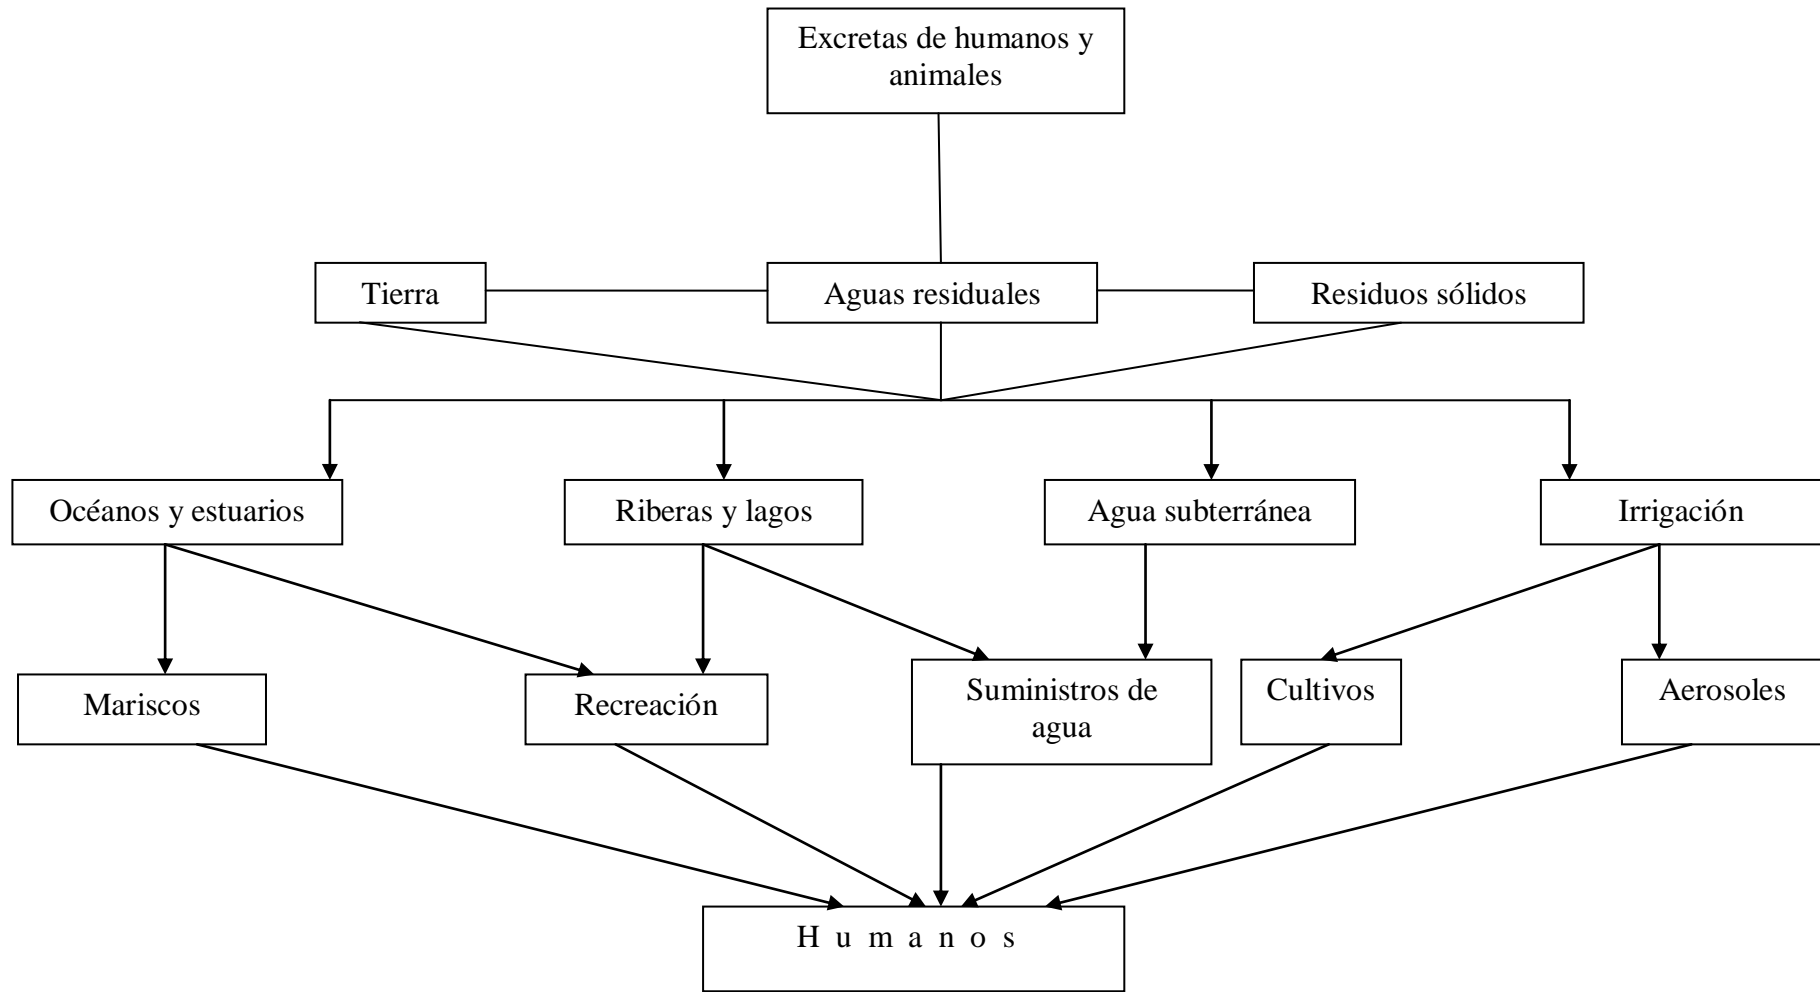 Excretas de humanos y
animales
Tierra
Aguas residuales
Residuos sólidos
Océanos y estuarios
Riberas y lagos
Agua subterránea
Irrigación
Mariscos
Recreación
Suministros de
agua
Cultivos
Aerosoles
H u m a n o s